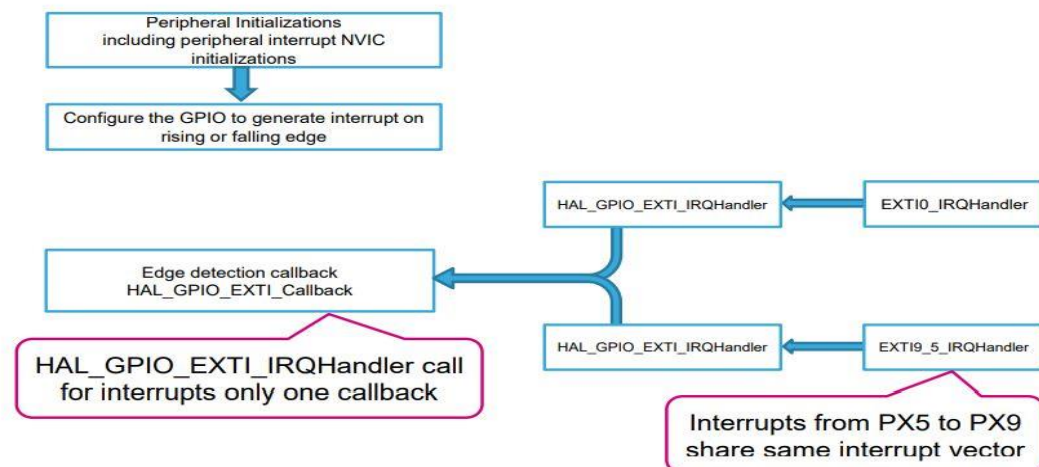 Peripheral Initializations
including peripheral interrupt NVIC
initializations
Configure the GPIO to generate interrupt on
rising or falling edge
HAL_GPIO_EXTI_IRQHandler
EXTI0_IRQHandler
Edge detection callback
HAL_GPIO_EXTI_Callback
HAL_GPIO_EXTI_IRQHandler
EXTI9_5_IRQHandler
HAL_GPIO_EXTI_IRQHandler call
for interrupts only one callback
Interrupts from PX5 to PX9
share same interrupt vector